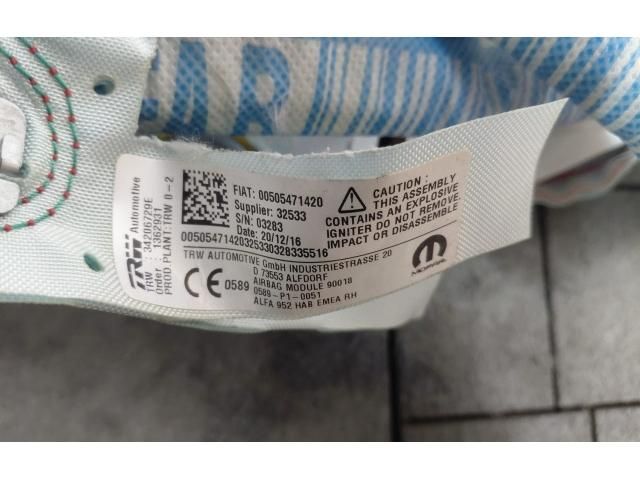 TRW Automotive
TRW : 34206729E
Order : 1362931
PROD.PLANT:TRW 0-2
FIAT: 00505471420
Supplier: 32533
S/N: 03283
Date: 20/12/16
00505471420325330328335516
CAUTION :
THIS ASSEMBLY
CONTAINS AN EXPLOSIVE
IGNITER DO NOT
IMPACT OR DISASSEMBLY
TRW AUTOMOTIVE GmbH INDUSTRIESTRASSE 20
D 73553 ALFDORF
AIRBAG MODULE 90018
CE 0589
0589-P1-0051
ALFA 952 HAB EMEA RH
MOPAR